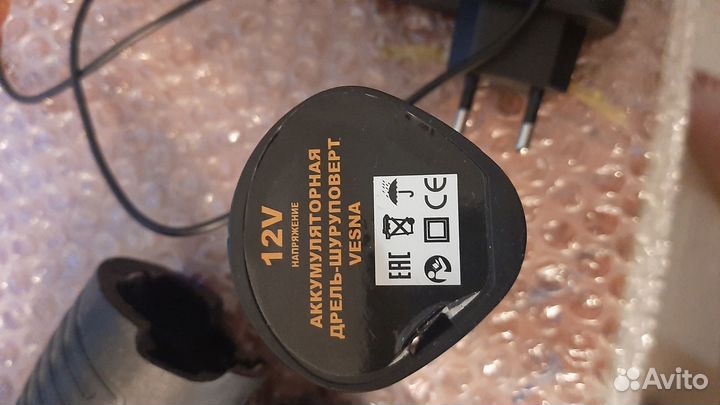 12V
НАПРЯЖЕНИЕ
АККУМУЛЯТОРНАЯ
ДРЕЛЬ-ШУРУПОВЕРТ
VESNA
EAC
CE
Avito